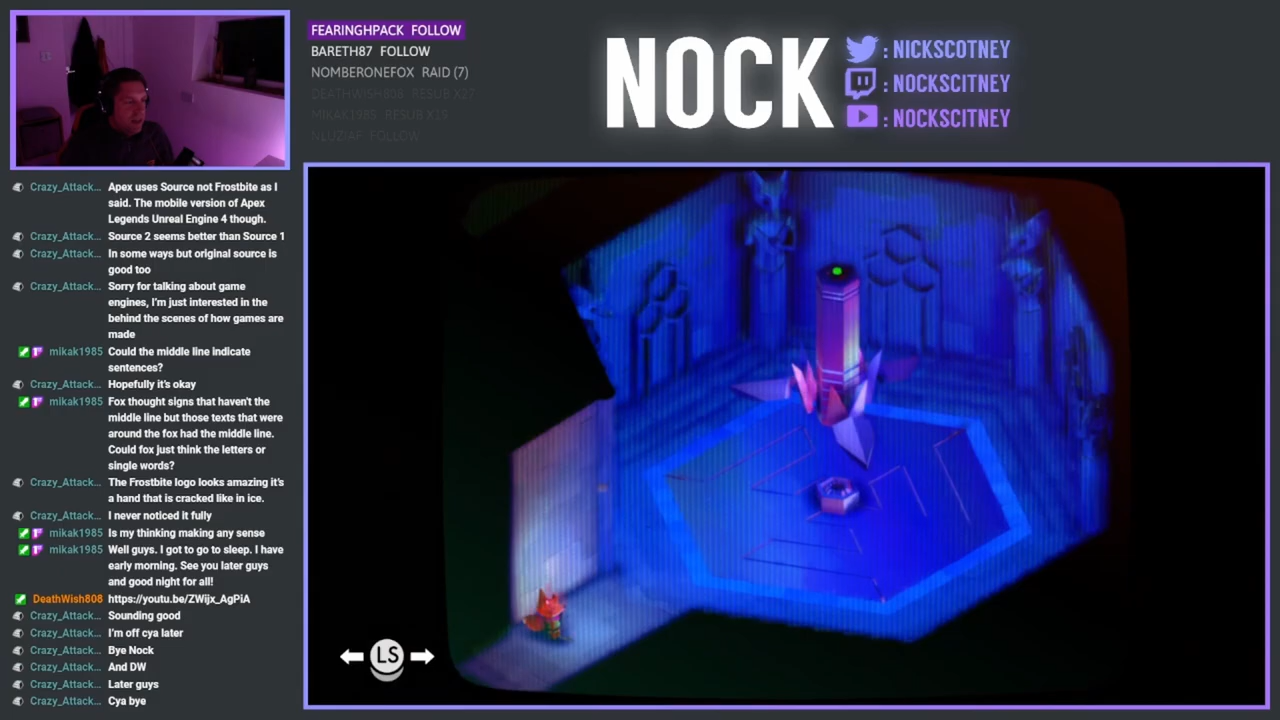 FEARINGHPACK FOLLOW
BARETH87 FOLLOW
NOMBERONEFOX RAID (7)
DEATHWISH808 RESUB X27
MIKAK1985 RESUB X19
NOCK
: NICKSCOTNEY
: NOCKSCITNEY
: NOCKSCITNEY
Crazy_Attack... Apex uses Source not Frostbite as I
said. The mobile version of Apex
Legends Unreal Engine 4 though.
Crazy_Attack... Source 2 seems better than Source 1
Crazy_Attack... In some ways but original source is
good too
Crazy_Attack... Sorry for talking about game
engines, I'm just interested in the
behind the scenes of how games are
made
mikak1985 Could the middle line indicate
sentences?
Crazy_Attack... Hopefully it's okay
mikak1985 Fox thought signs that haven't the
middle line but those texts that were
around the fox had the middle line.
Could fox just think the letters or
single words?
Crazy_Attack... The Frostbite logo looks amazing it's
a hand that is cracked like in ice.
Crazy_Attack... I never noticed it fully
mikak1985 Is my thinking making any sense
mikak1985 Well guys. I got to go to sleep. I have
early morning. See you later guys
and good night for all!
DeathWish808 https://youtu.be/ZWijx_AgPiA
Crazy_Attack... Sounding good
Crazy_Attack... I'm off cya later
Crazy_Attack... Bye Nock
Crazy_Attack... And DW
Crazy_Attack... Later guys
Crazy_Attack... Cya bye
LS